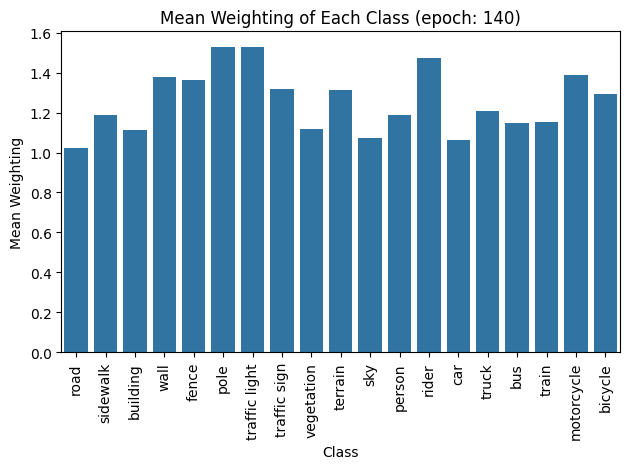 Mean Weighting of Each Class (epoch: 140)
Mean Weighting
1.6
1.4
1.2
1.0
0.8
0.6
0.4
0.2
0.0
road
sidewalk
building
wall
fence
pole
traffic light
traffic sign
vegetation
terrain
sky
person
rider
car
truck
bus
train
motorcycle
bicycle
Class